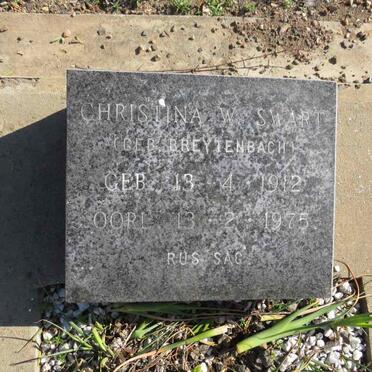 CHRISTINA W. SWART
(GEB. BREYTENBACH)
GEB. 13 - 4 - 1912
OORL. 13 - 2 - 1975
RUS SAG